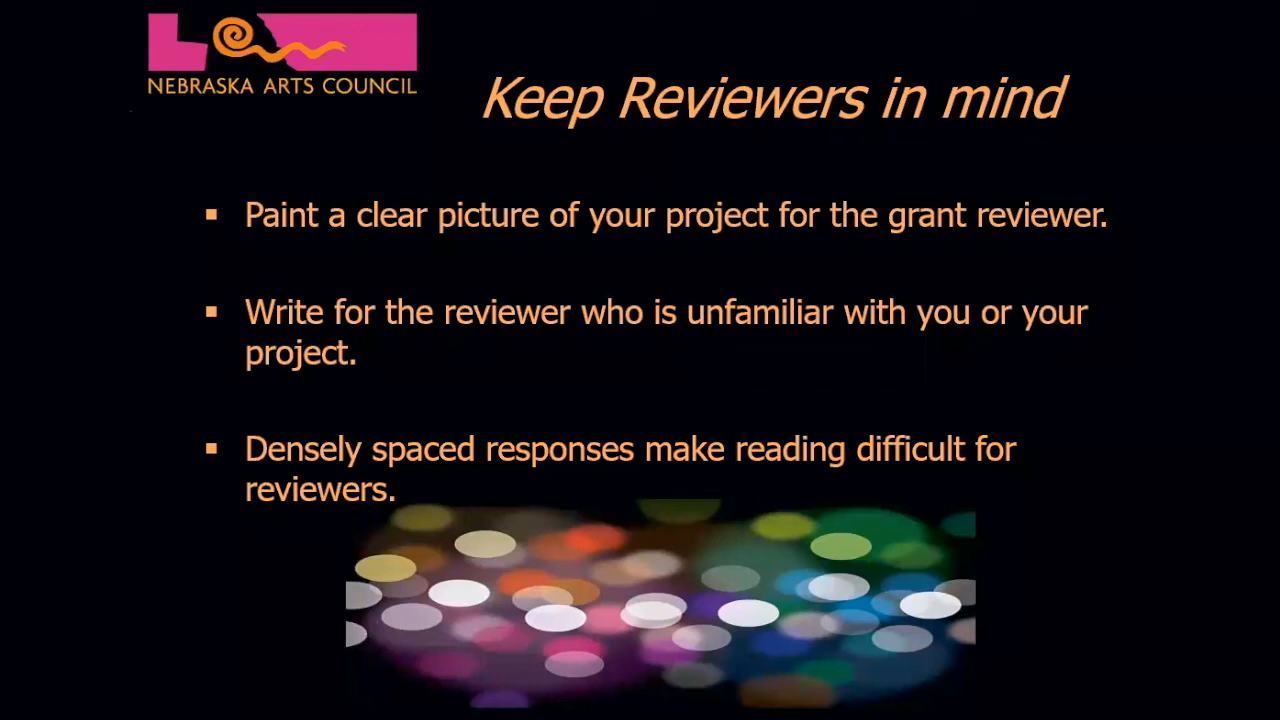 NEBRASKA ARTS COUNCIL
Keep Reviewers in mind
▪ Paint a clear picture of your project for the grant reviewer.
▪ Write for the reviewer who is unfamiliar with you or your
project.
▪ Densely spaced responses make reading difficult for
reviewers.